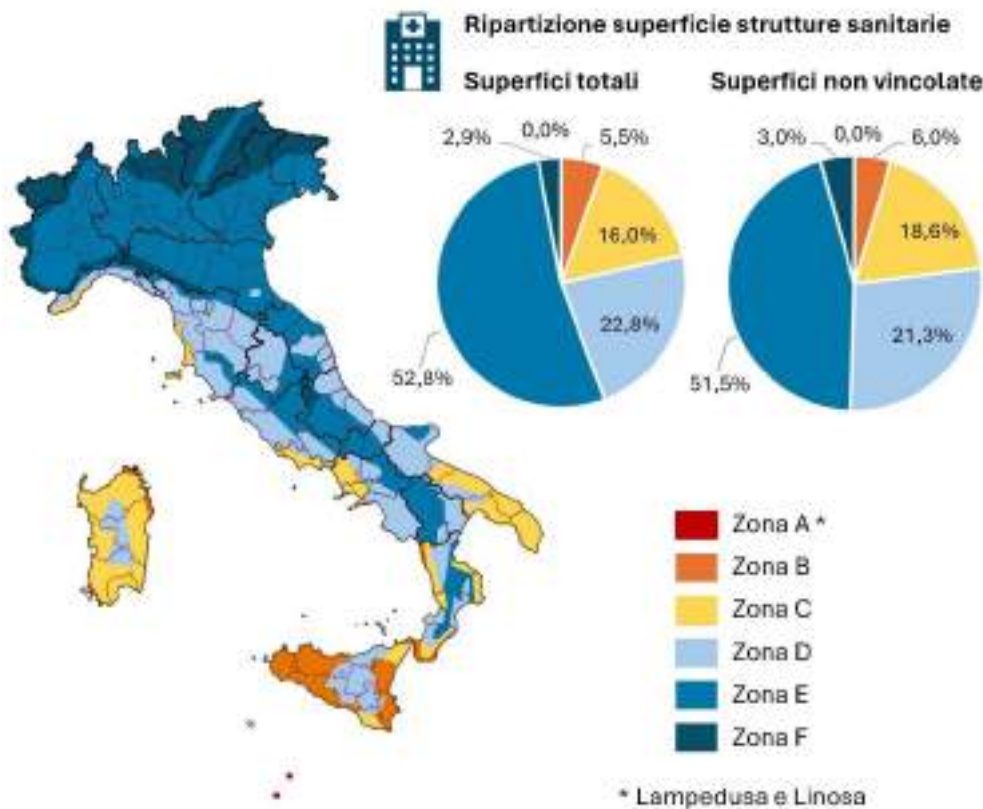 Ripartizione superficie strutture sanitarie
Superfici totali
Superfici non vincolate
2,9%
0,0%
5,5%
16,0%
22,8%
52,8%
3,0%
0,0%
6,0%
18,6%
21,3%
51,5%
Zona A *
Zona B
Zona C
Zona D
Zona E
Zona F
* Lampedusa e Linosa